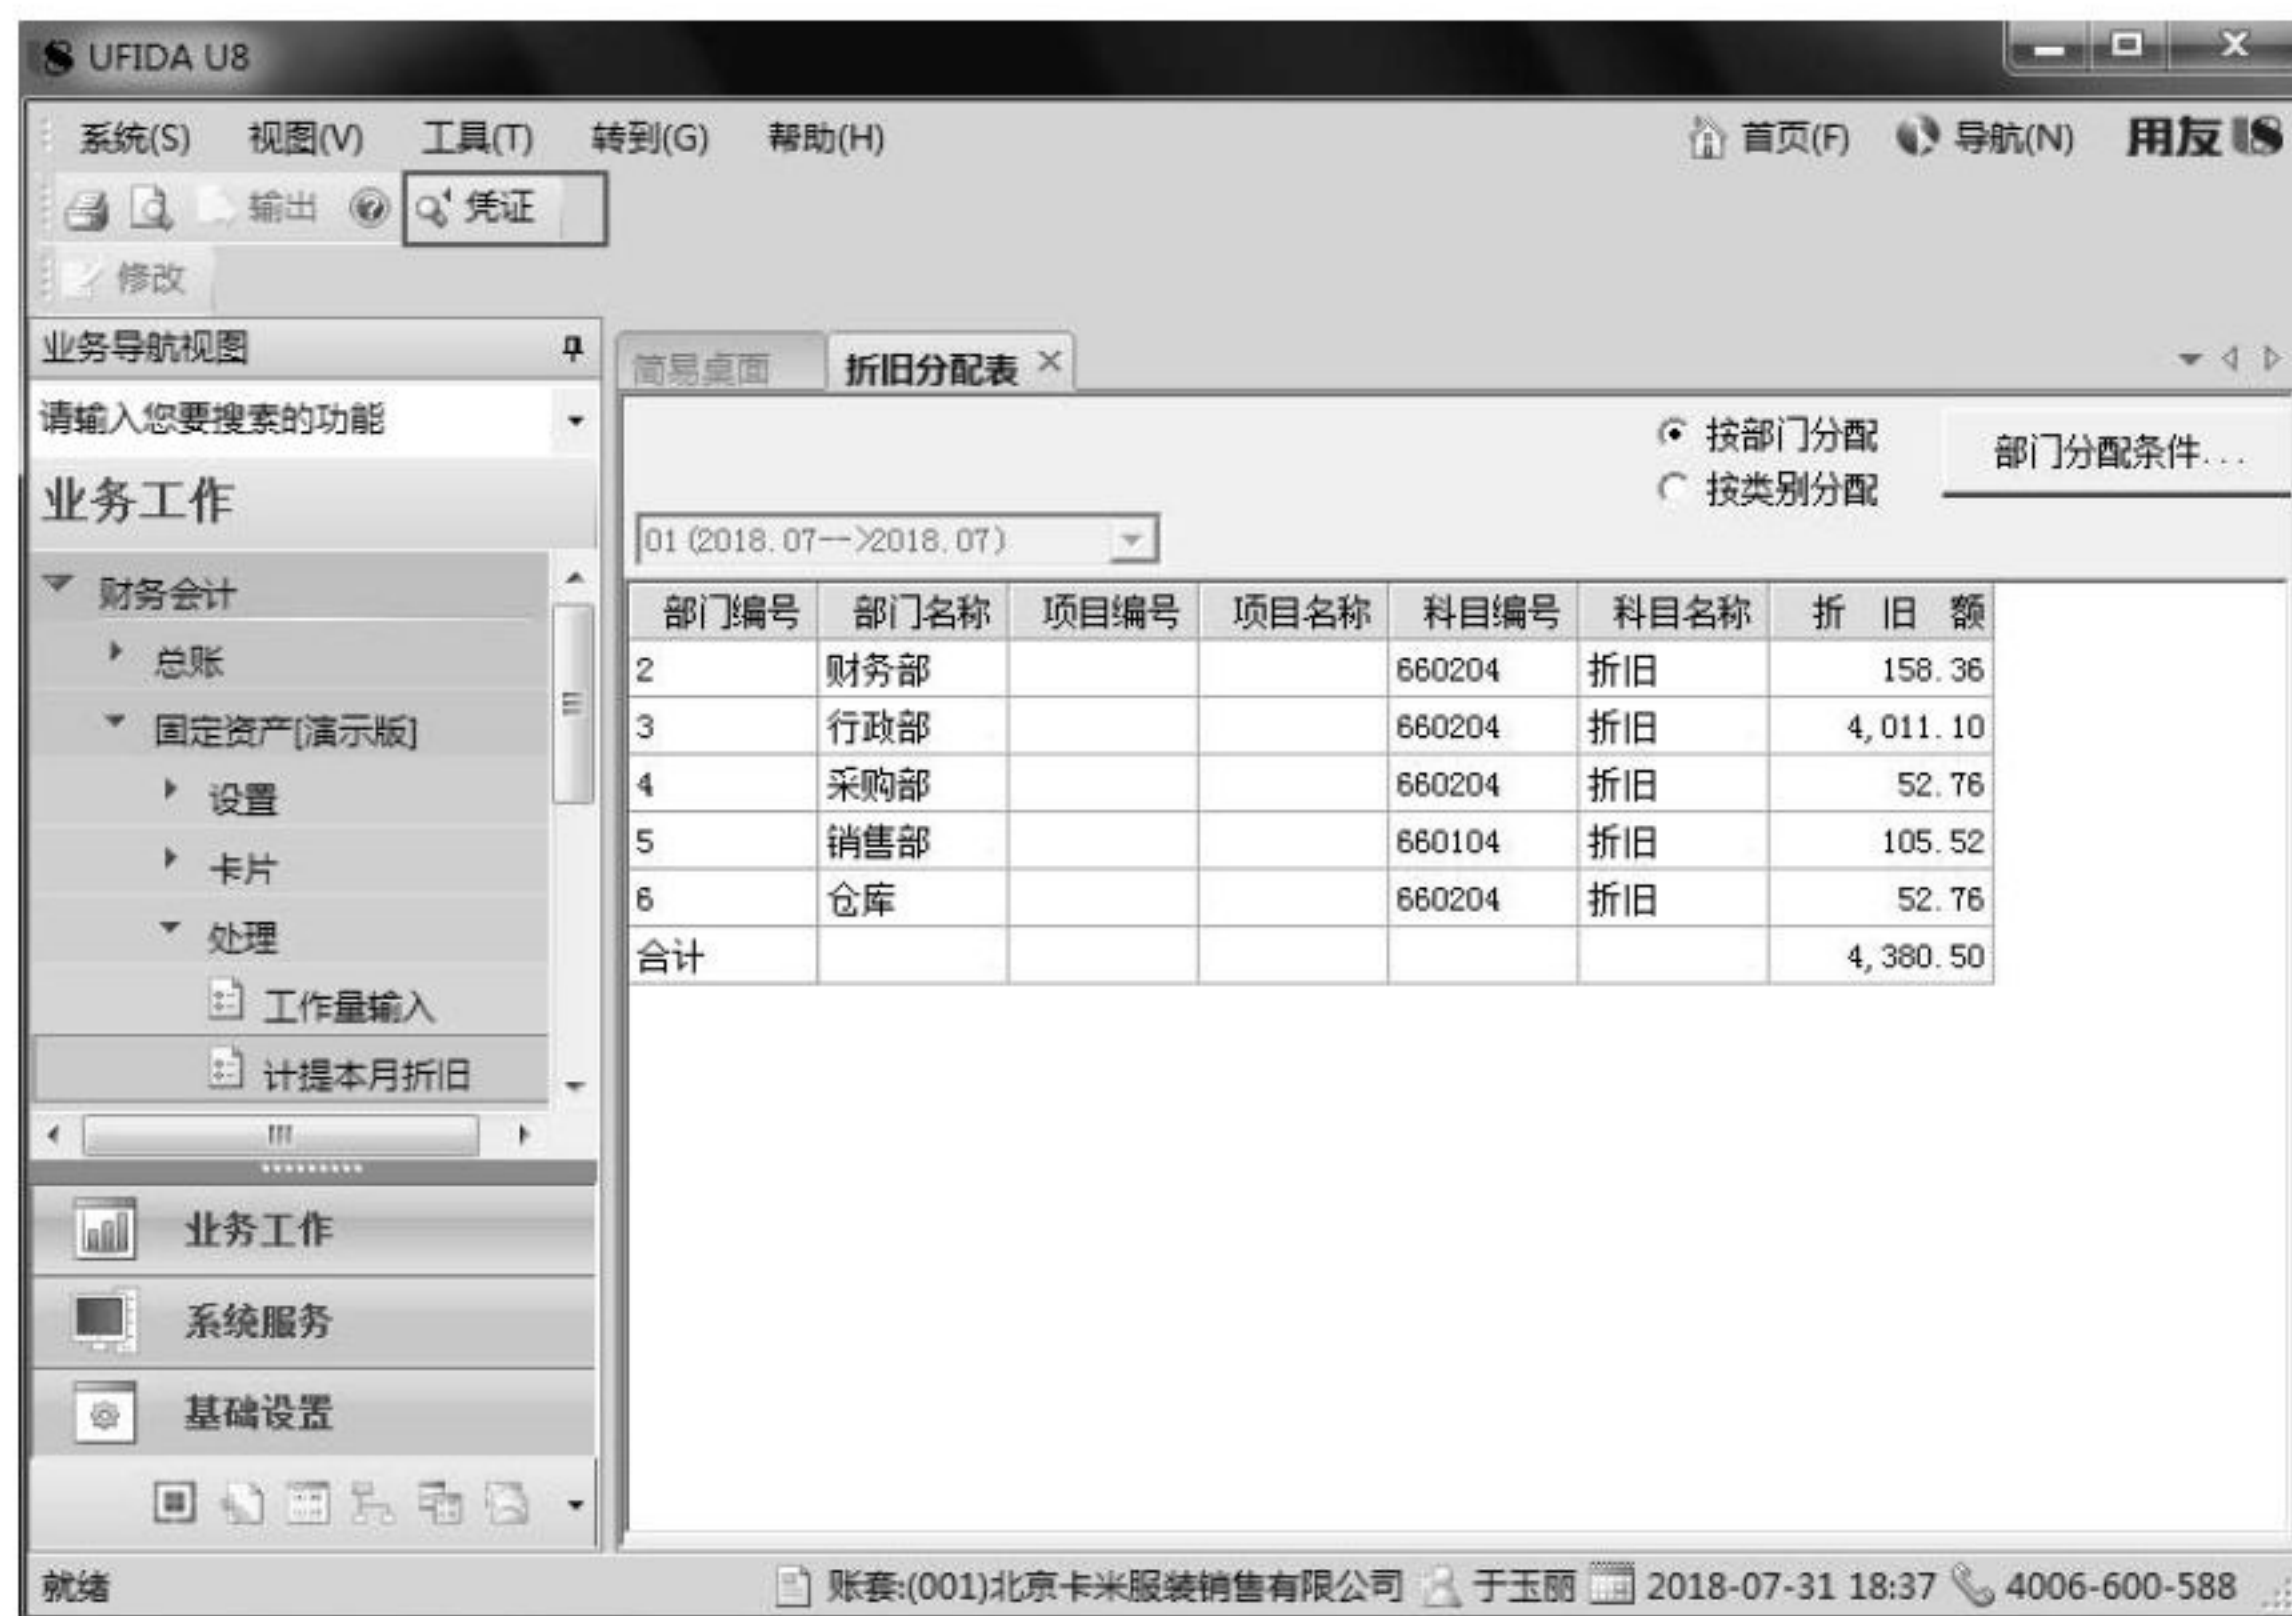 UFIDA U8
系统(S) 视图(V) 工具(T) 转到(G) 帮助(H) 首页(F) 导航(N) 用友U8
输出 凭证
修改
业务导航视图
请输入您要搜索的功能
业务工作
财务会计
总账
固定资产[演示版]
设置
卡片
处理
工作量输入
计提本月折旧
业务工作
系统服务
基础设置
简易桌面 折旧分配表
按部门分配
按类别分配
部门分配条件...
01(2018.07-->2018.07)
部门编号 部门名称 项目编号 项目名称 科目编号 科目名称 折 旧 额
2 财务部 660204 折旧 158.36
3 行政部 660204 折旧 4,011.10
4 采购部 660204 折旧 52.76
5 销售部 660104 折旧 105.52
6 仓库 660204 折旧 52.76
合计 4,380.50
就绪 账套:(001)北京卡米服装销售有限公司 于玉丽 2018-07-31 18:37 4006-600-588